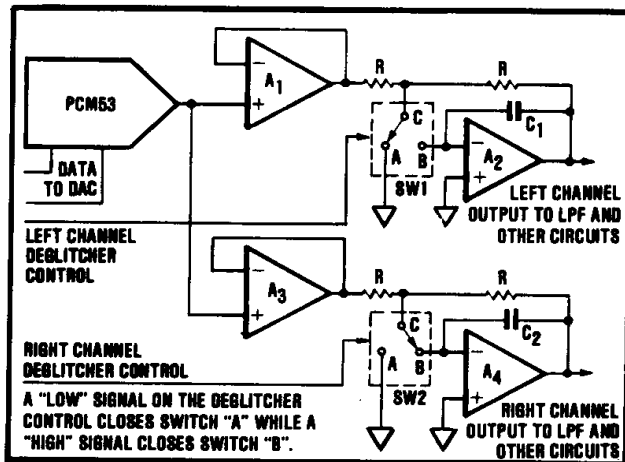 PCM53
DATA
TO DAC
−
A1
+
R
R
C
A
B
SW1
C1
−
A2
+
LEFT CHANNEL
DEGLITCHER
CONTROL
LEFT CHANNEL
OUTPUT TO LPF AND
OTHER CIRCUITS
−
A3
+
R
R
C
A
B
SW2
C2
−
A4
+
RIGHT CHANNEL
DEGLITCHER CONTROL
A "LOW" SIGNAL ON THE DEGLITCHER
CONTROL CLOSES SWITCH "A" WHILE A
"HIGH" SIGNAL CLOSES SWITCH "B".
RIGHT CHANNEL
OUTPUT TO LPF AND
OTHER CIRCUITS